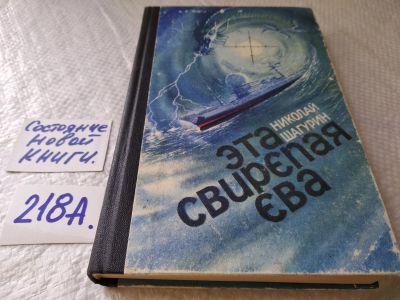 Состояние
Новой
Книги.
218А.
НИКОЛАЙ
ШАГУРИН
ЭТА
СВИРЕПАЯ
ЕВА